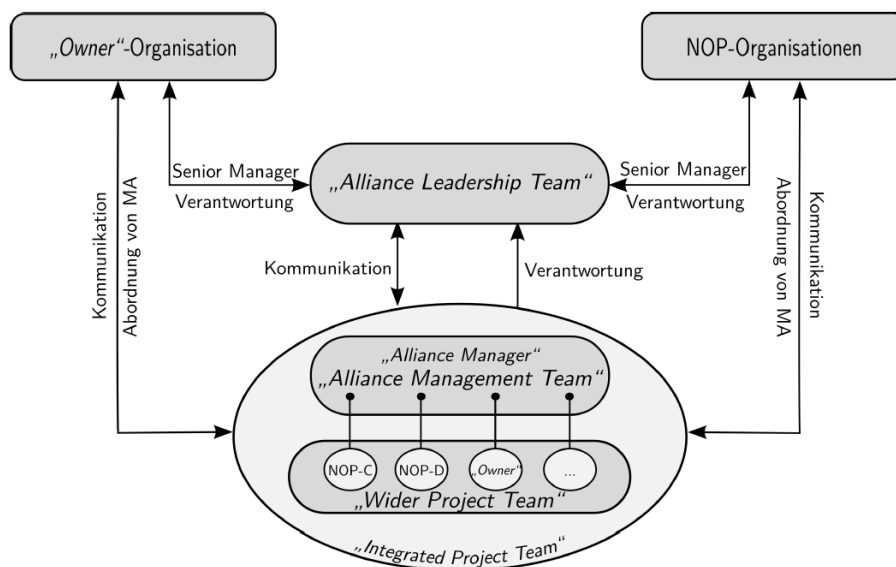 „Owner“-Organisation
NOP-Organisationen
Senior Manager
Verantwortung
„Alliance Leadership Team“
Senior Manager
Verantwortung
Kommunikation
Abordnung von MA
Kommunikation
Verantwortung
Abordnung von MA
Kommunikation
„Alliance Manager“
„Alliance Management Team“
NOP-C
NOP-D
„Owner“
...
„Wider Project Team“
„Integrated Project Team“